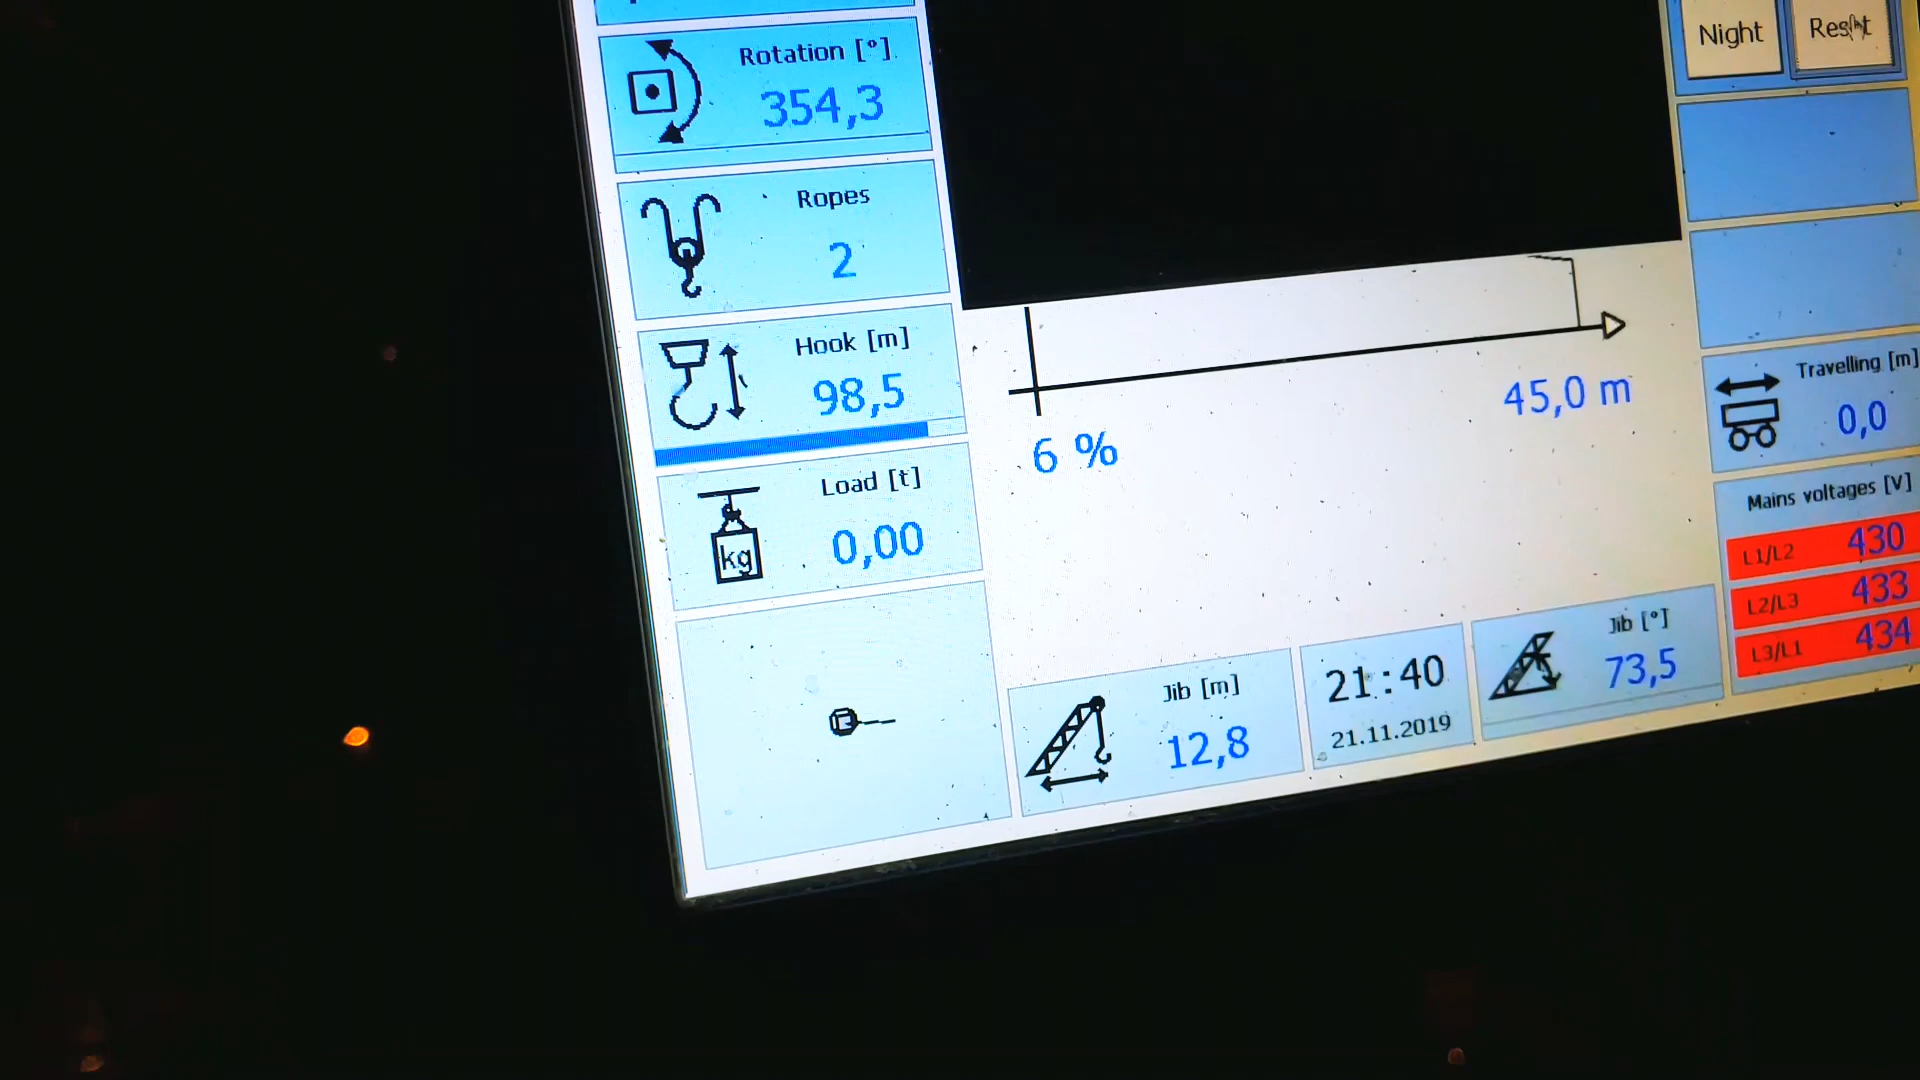 Rotation [°]
354,3
Ropes
2
Hook [m]
98,5
Load [t]
kg
0,00
6 %
45,0 m
Jib [m]
12,8
21:40
21.11.2019
Jib [°]
73,5
Night
Reset
Travelling [m]
0,0
Mains voltages [V]
L1/L2 430
L2/L3 433
L3/L1 434